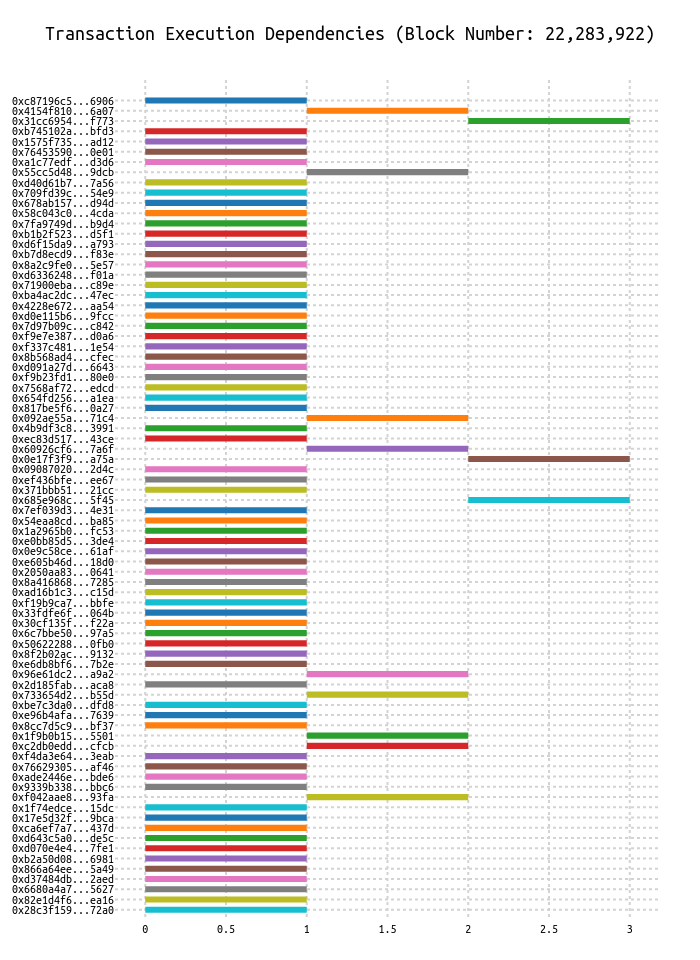 Transaction Execution Dependencies (Block Number: 22,283,922)
0xc87196c5...6906
0x4154f810...6a07
0x31cc6954...f773
0xb745102a...bfd3
0x1575f735...ad12
0x76453590...0e01
0xa1c77edf...d3d6
0x55cc5d48...9dcb
0xd40d61b7...7a56
0x709fd39c...54e9
0x678ab157...d94d
0x58c043c0...4cda
0x7fa9749d...b9d4
0xb1b2f523...d5f1
0xd6f15da9...a793
0xb7d8ecd9...f83e
0x8a2c9fe0...5e57
0xd6336248...f01a
0x71900eba...c89e
0xba4ac2dc...47ec
0x4228e672...aa54
0xd0e115b6...9fcc
0x7d97b09c...c842
0xf9e7e387...d0a6
0xf337c481...1e54
0x8b568ad4...cfec
0xd091a27d...6643
0xf9b23fd1...80e0
0x7568af72...edcd
0x654fd256...a1ea
0x817be5f6...0a27
0x092ae55a...71c4
0x4b9df3c8...3991
0xec83d517...43ce
0x60926cf6...7a6f
0x0e17f3f9...a75a
0x09087020...2d4c
0xef436bfe...ee67
0x371bbb51...21cc
0x685e968c...5f45
0x7ef039d3...4e31
0x54eaa8cd...ba85
0x1a2965b0...fc53
0xe0bb85d5...3de4
0x0e9c58ce...61af
0xe605b46d...18d0
0x2050aa83...0641
0x8a416868...7285
0xad16b1c3...c15d
0xf19b9ca7...bbfe
0x33fdfe6f...064b
0x30cf135f...f22a
0x6c7bbe50...97a5
0x50622288...0fb0
0x8f2b02ac...9132
0xe6db8bf6...7b2e
0x96e61dc2...a9a2
0x2d185fab...aca8
0x733654d2...b55d
0xbe7c3da0...dfd8
0xe96b4afa...7639
0x8cc7d5c9...bf37
0x1f9b0b15...5501
0xc2db0edd...cfcb
0xf4da3e64...3eab
0x76629305...af46
0xade2446e...bde6
0x9339b338...bbc6
0xf042aae8...93fa
0x1f74edce...15dc
0x17e5d32f...9bca
0xca6ef7a7...437d
0xd643c5a0...de5c
0xd070e4e4...7fe1
0xb2a50d08...6981
0x866a64ee...5a49
0xd37484db...2aed
0x6680a4a7...5627
0x82e1d4f6...ea16
0x28c3f159...72a0
0 0.5 1 1.5 2 2.5 3